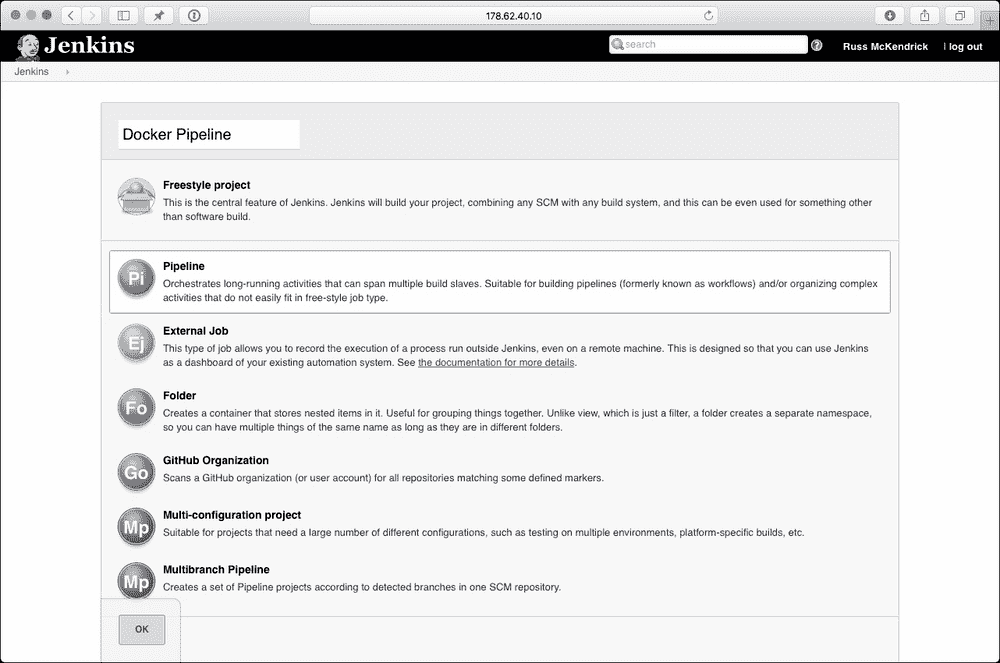 178.62.40.10
Jenkins
search
Russ McKendrick
| log out
Jenkins
Docker Pipeline
Freestyle project
This is the central feature of Jenkins. Jenkins will build your project, combining any SCM with any build system, and this can be even used for something other
than software build.
Pi
Pipeline
Orchestrates long-running activities that can span multiple build slaves. Suitable for building pipelines (formerly known as workflows) and/or organizing complex
activities that do not easily fit in free-style job type.
Ej
External Job
This type of job allows you to record the execution of a process run outside Jenkins, even on a remote machine. This is designed so that you can use Jenkins
as a dashboard of your existing automation system. See the documentation for more details.
Fo
Folder
Creates a container that stores nested items in it. Useful for grouping things together. Unlike view, which is just a filter, a folder creates a separate namespace,
so you can have multiple things of the same name as long as they are in different folders.
Go
GitHub Organization
Scans a GitHub organization (or user account) for all repositories matching some defined markers.
Mp
Multi-configuration project
Suitable for projects that need a large number of different configurations, such as testing on multiple environments, platform-specific builds, etc.
Mp
Multibranch Pipeline
Creates a set of Pipeline projects according to detected branches in one SCM repository.
OK